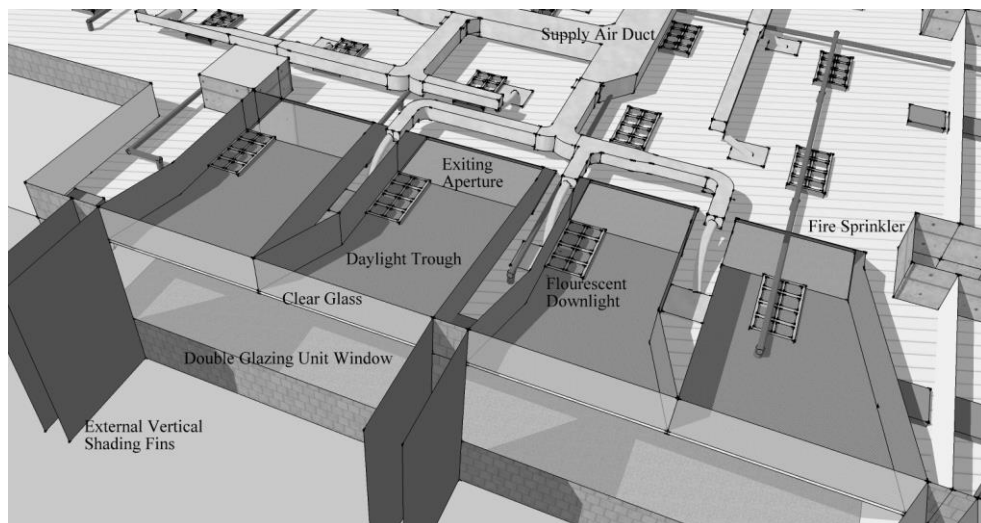 Supply Air Duct
Exiting
Aperture
Fire Sprinkler
Daylight Trough
Flourescent
Downlight
Clear Glass
Double Glazing Unit Window
External Vertical
Shading Fins